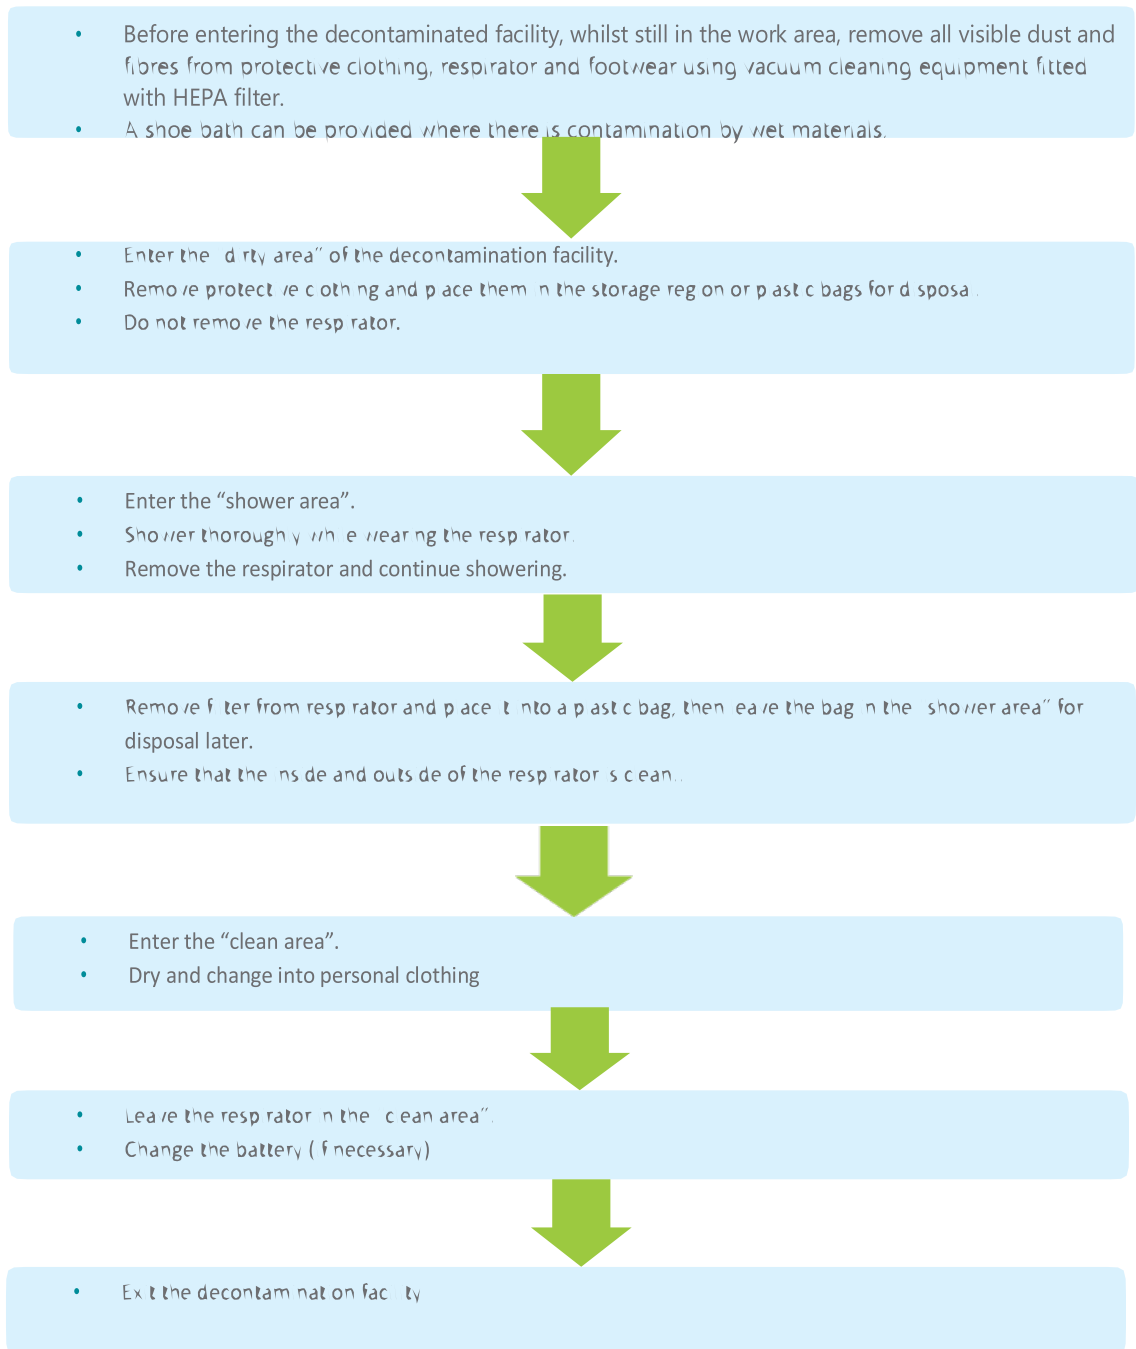 • Before entering the decontaminated facility, whilst still in the work area, remove all visible dust and
fibres from protective clothing, respirator and footwear using vacuum cleaning equipment fitted
with HEPA filter.
• A shoe bath can be provided where there is contamination by wet materials.
• Enter the "dirty area" of the decontamination facility.
• Remove protective clothing and place them in the storage region or plastic bags for disposal.
• Do not remove the respirator.
• Enter the “shower area”.
• Shower thoroughly while wearing the respirator.
• Remove the respirator and continue showering.
• Remove filter from respirator and place it into a plastic bag, then leave the bag in the "shower area" for
disposal later.
• Ensure that the inside and outside of the respirator is clean..
• Enter the “clean area”.
• Dry and change into personal clothing
• Leave the respirator in the "clean area".
• Change the battery (if necessary)
• Exit the decontamination facility